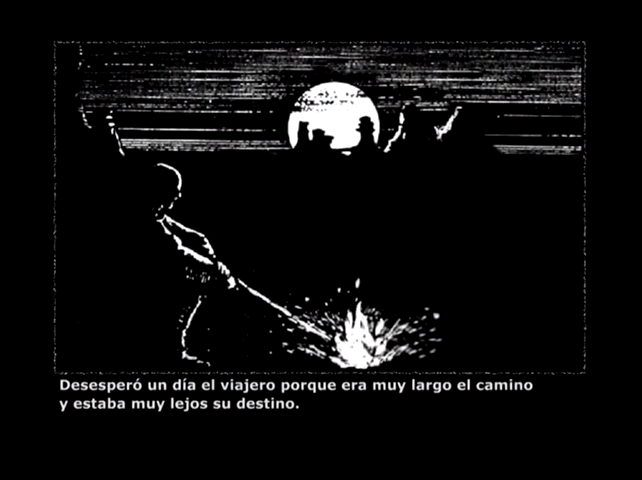 Desesperó un día el viajero porque era muy largo el camino
y estaba muy lejos su destino.